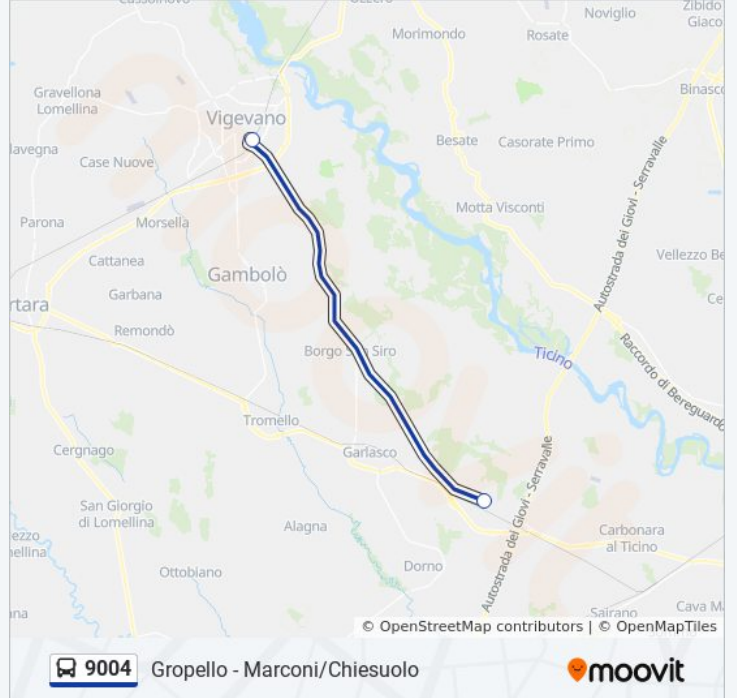 Cassolnovo
Ozzero
Zibido
Giaco
Noviglio
Morimondo
Rosate
Gravellona
Lomellina
Binasco
Vigevano
Besate
Casorate Primo
lavegna
Case Nuove
Motta Visconti
Parona
Morsella
Autostrada dei Giovi - Serravalle
Cattanea
Vellezzo Be
Gambolò
Garbana
Ce
rtara
Remondò
Borgo San Siro
Ticino
Raccordo di Bereguardo
Tromello
Cergnago
Garlasco
Autostrada dei Giovi - Serravalle
San Giorgio
di Lomellina
Alagna
Carbonara
al Ticino
ezzo
ellina
Ottobiano
Dorno
na
Sairano
Cava M
© OpenStreetMap contributors | © OpenMapTiles
9004 Gropello - Marconi/Chiesuolo
moovit